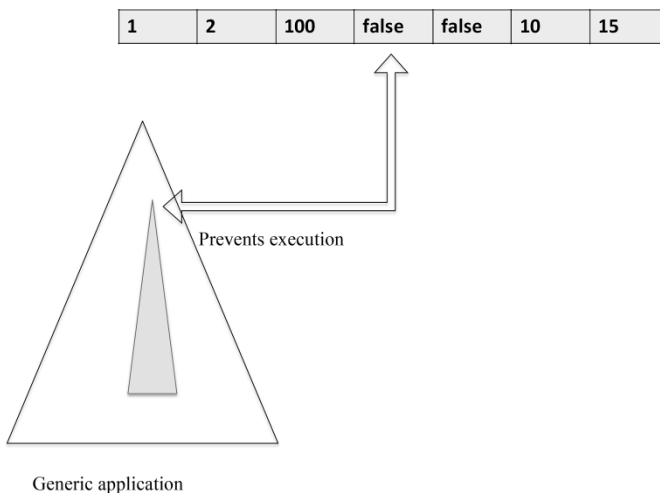 1 2 100 false false 10 15
Prevents execution
Generic application